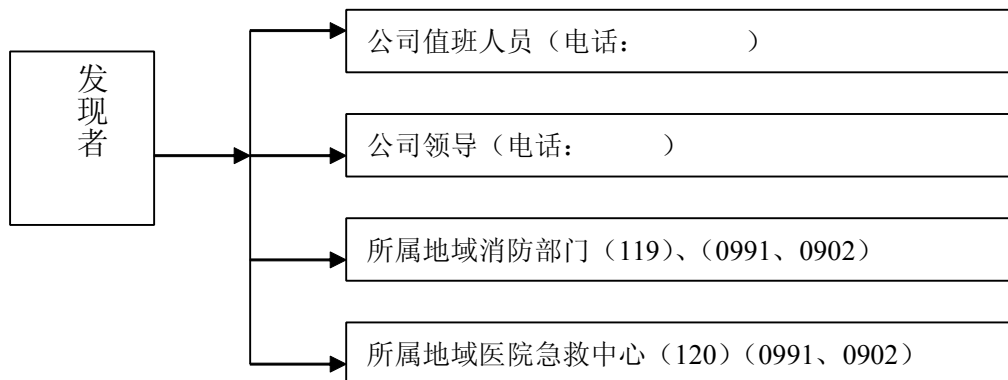 发现者
公司值班人员（电话：　　　　）
公司领导（电话：　　　）
所属地域消防部门（119）、（0991、0902）
所属地域医院急救中心（120）（0991、0902）